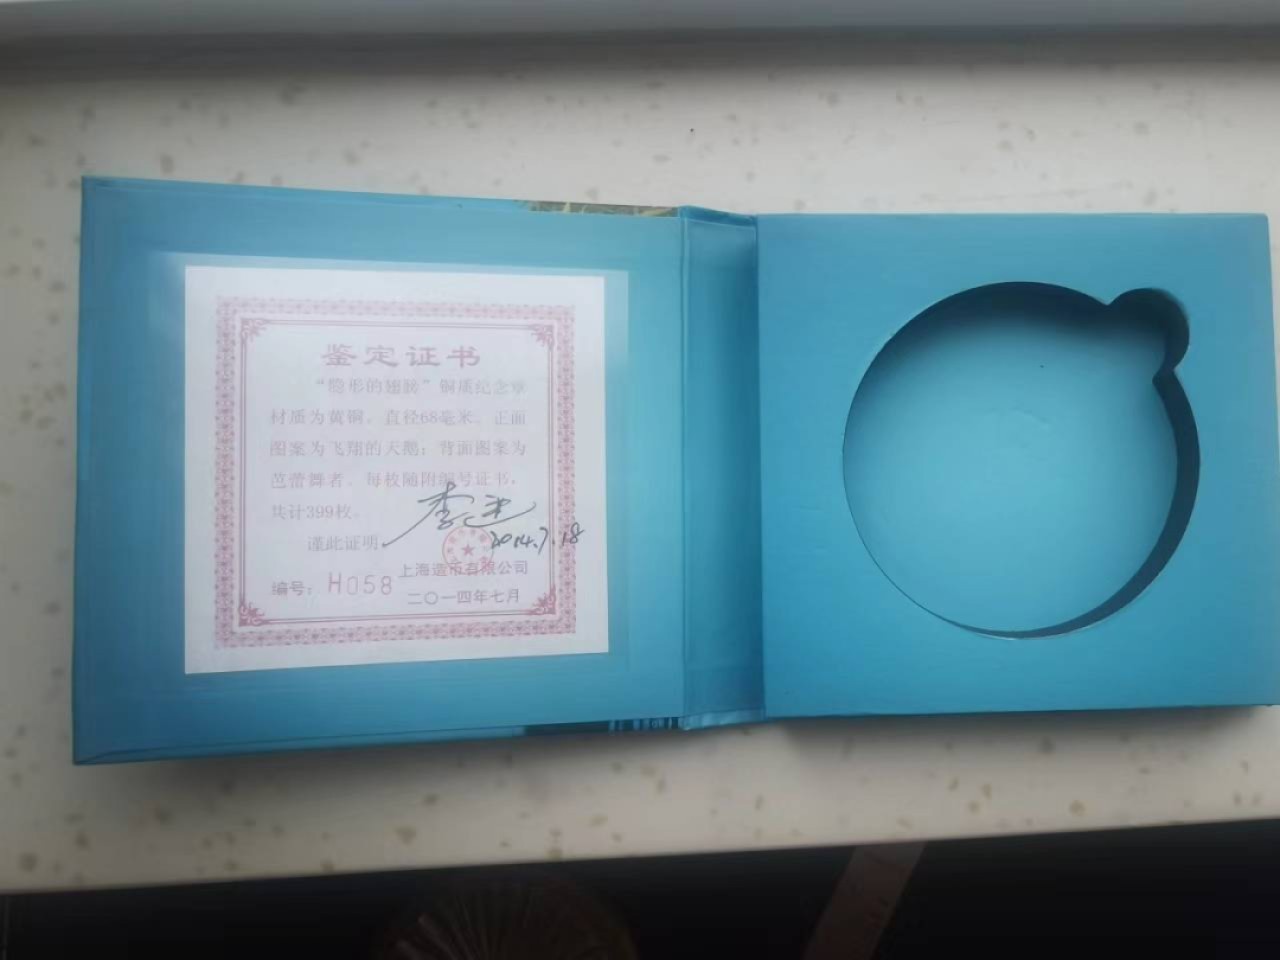 鉴定证书
“隐形的翅膀”铜质纪念章
材质为黄铜，直径68毫米。正面
图案为飞翔的天鹅；背面图案为
芭蕾舞者。每枚随附编号证书，
共计399枚。
谨此证明
2014.7.18
上海造币有限公司
编号：H058
二〇一四年七月